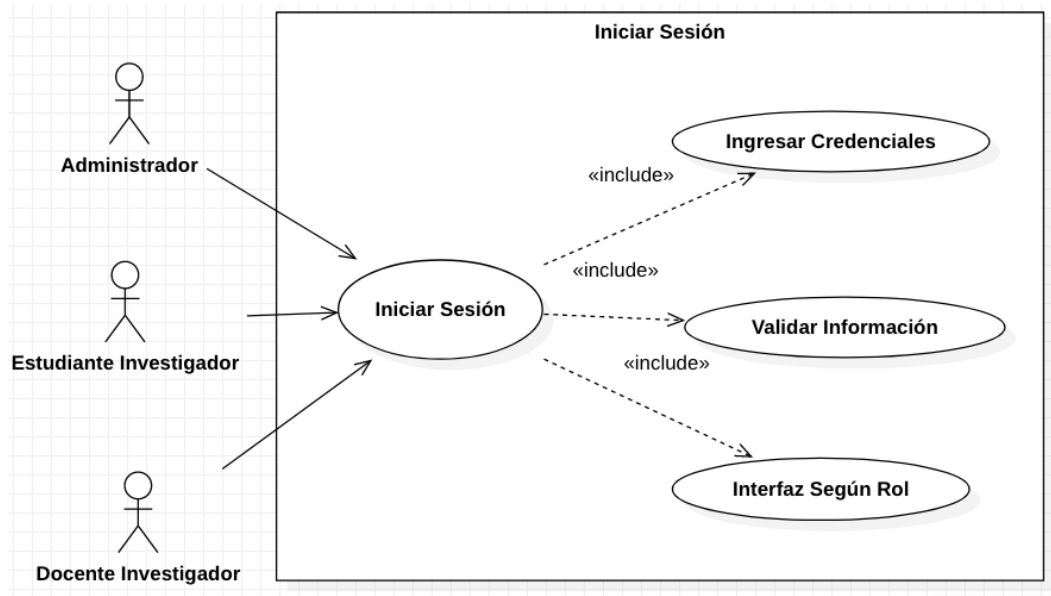 Iniciar Sesión
Administrador
Estudiante Investigador
Docente Investigador
Iniciar Sesión
«include»
Ingresar Credenciales
«include»
Validar Información
«include»
Interfaz Según Rol